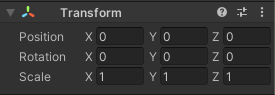 Transform
Position X 0 Y 0 Z 0
Rotation X 0 Y 0 Z 0
Scale X 1 Y 1 Z 1